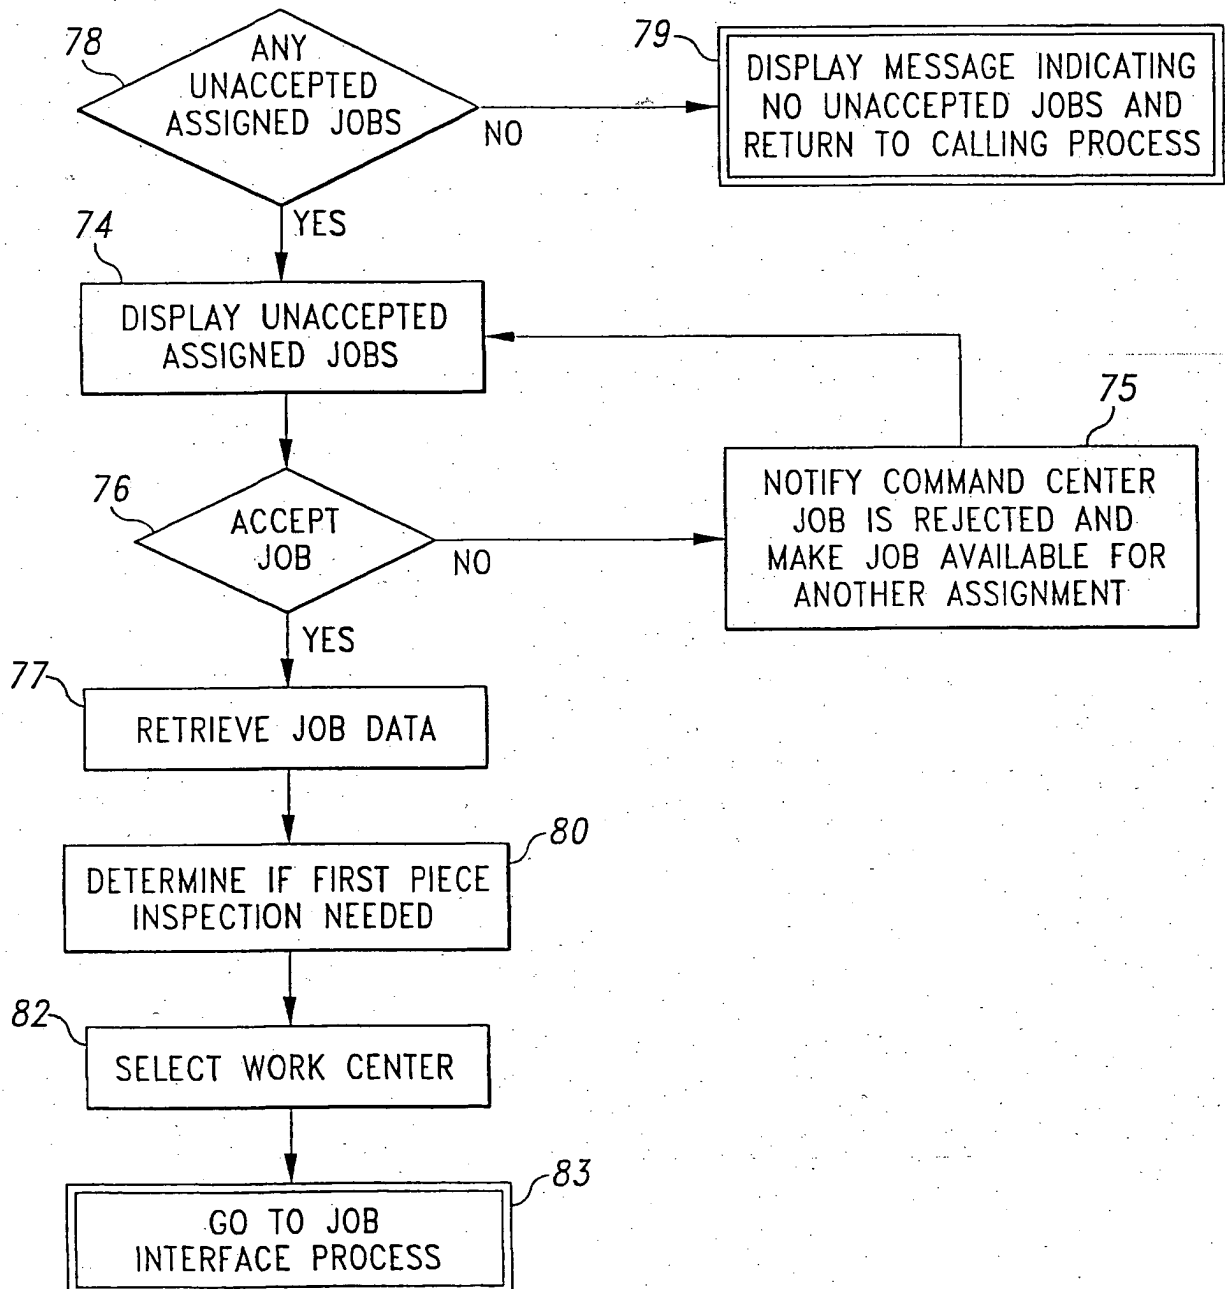 78
ANY
UNACCEPTED
ASSIGNED JOBS
NO
YES
79
DISPLAY MESSAGE INDICATING
NO UNACCEPTED JOBS AND
RETURN TO CALLING PROCESS
74
DISPLAY UNACCEPTED
ASSIGNED JOBS
76
ACCEPT
JOB
NO
YES
75
NOTIFY COMMAND CENTER
JOB IS REJECTED AND
MAKE JOB AVAILABLE FOR
ANOTHER ASSIGNMENT
77
RETRIEVE JOB DATA
80
DETERMINE IF FIRST PIECE
INSPECTION NEEDED
82
SELECT WORK CENTER
83
GO TO JOB
INTERFACE PROCESS